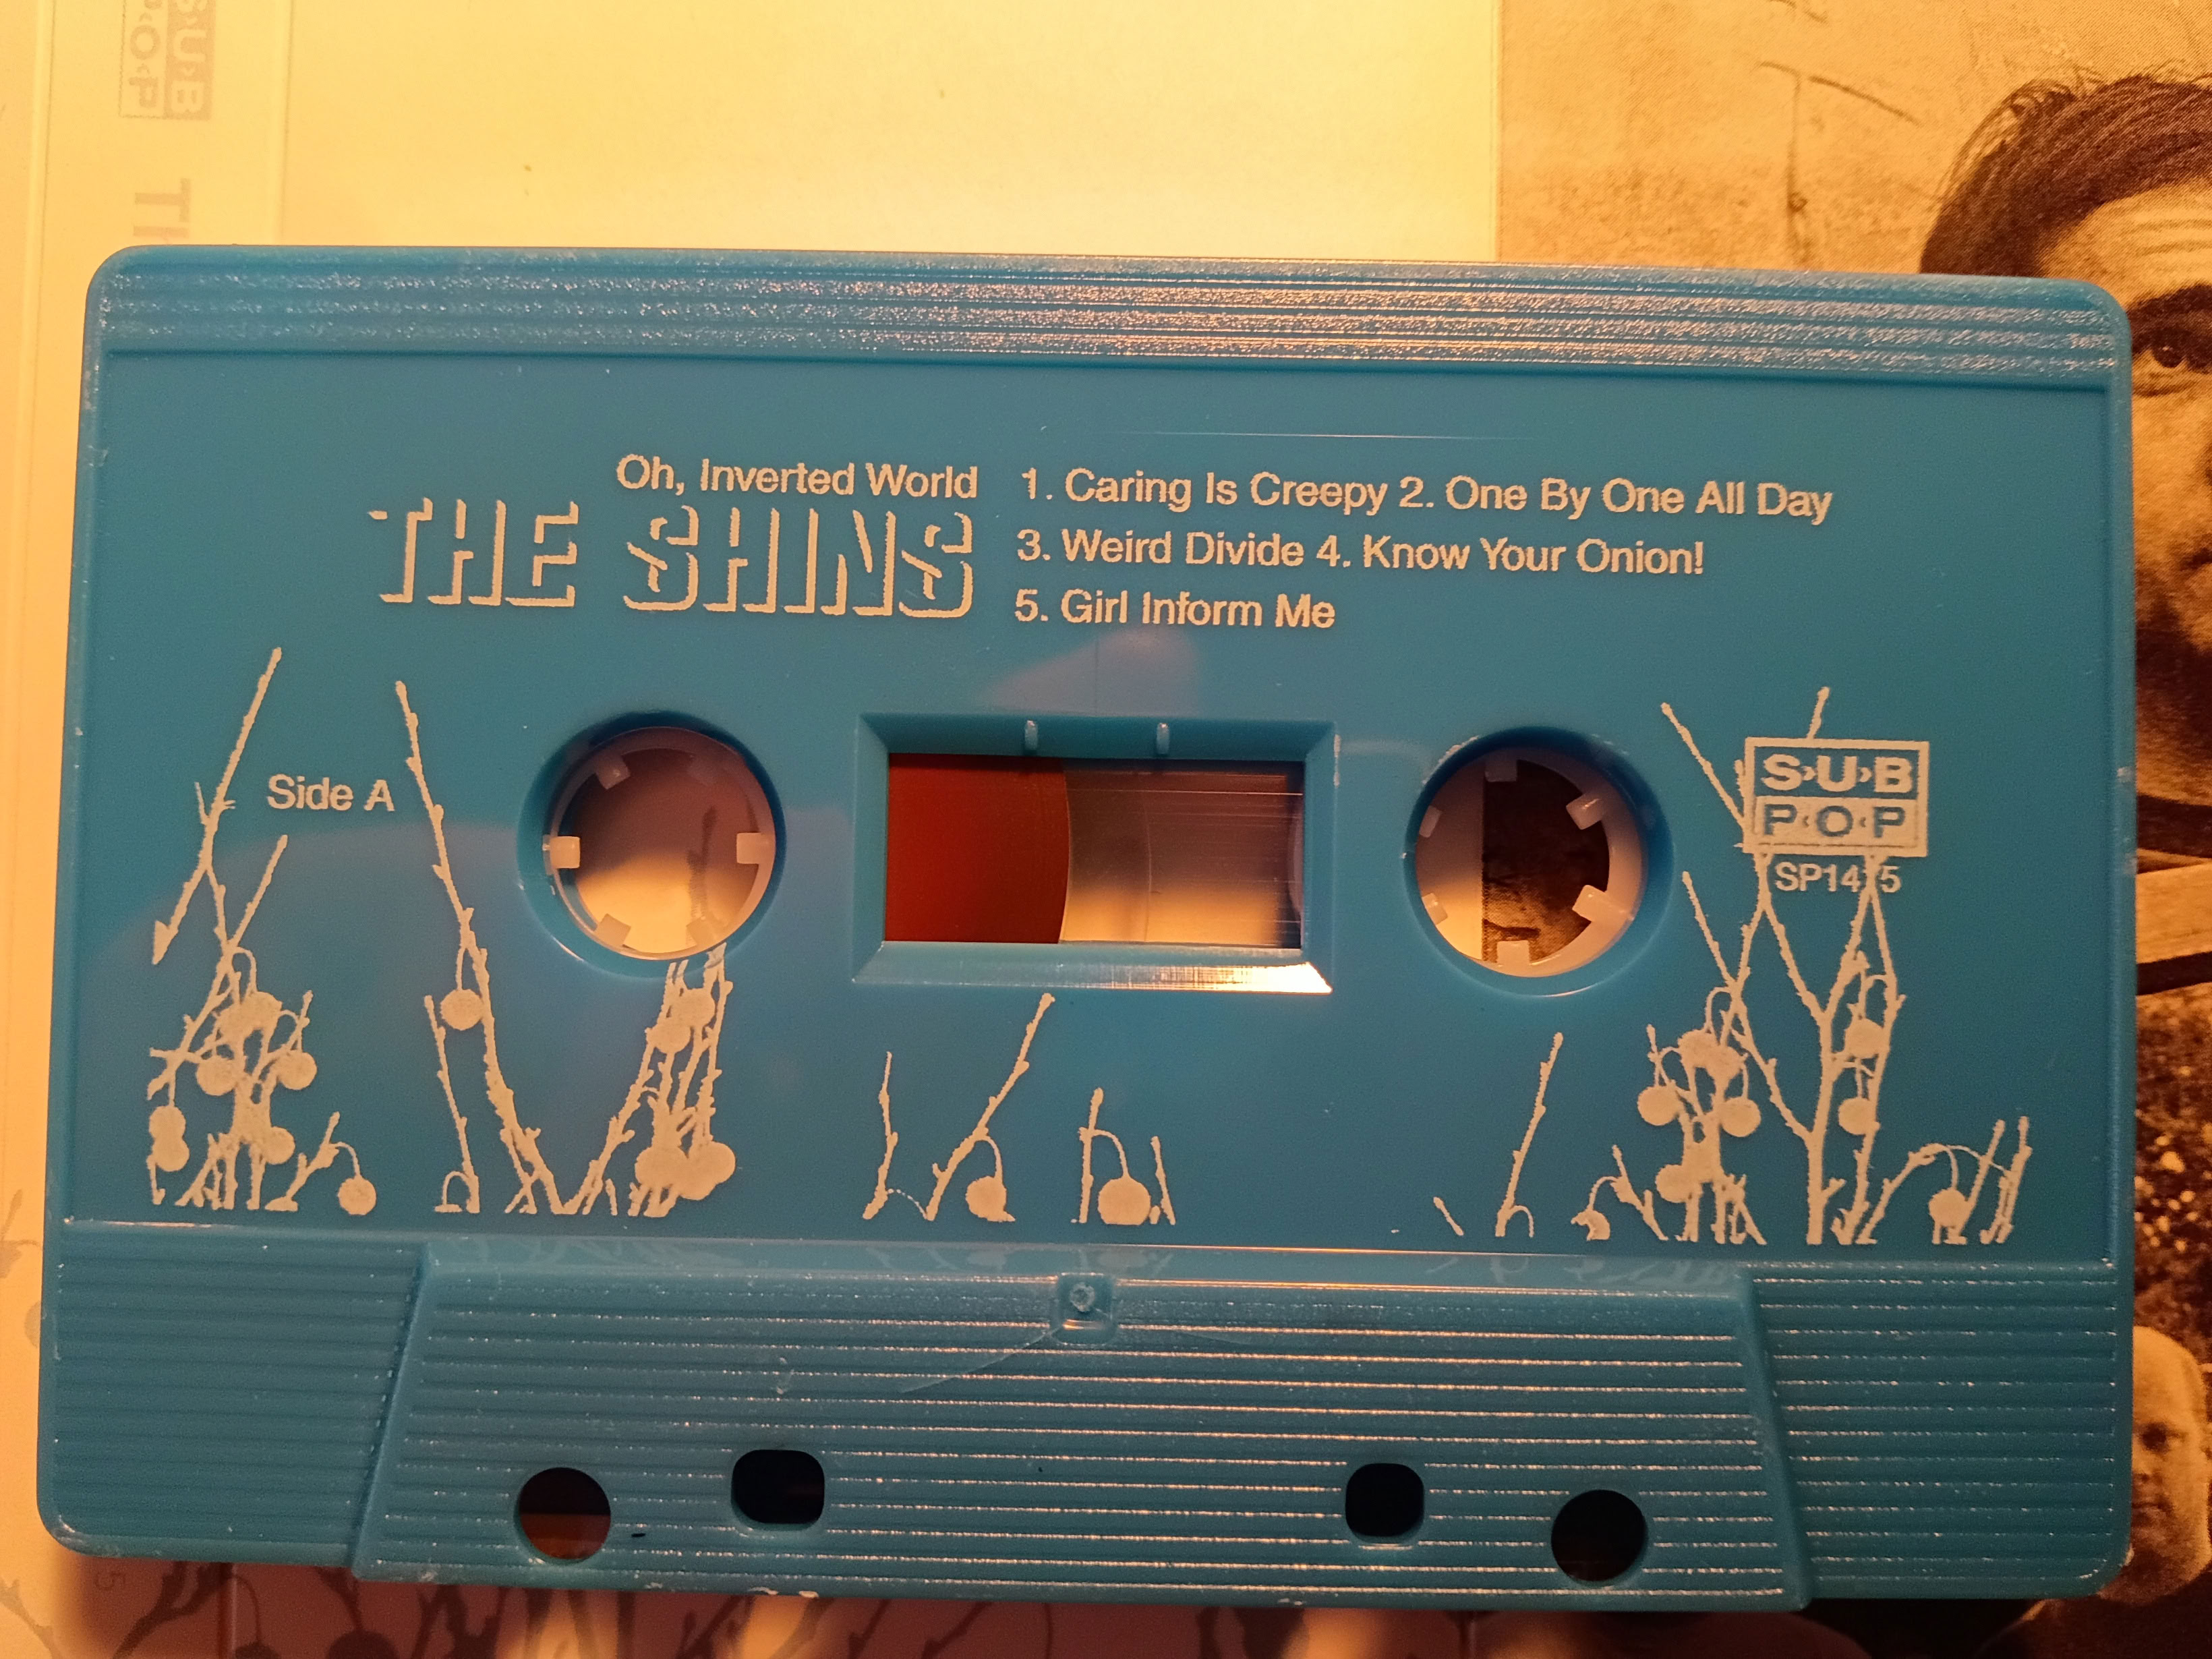 S›U›B
P‹O‹P
Oh, Inverted World
THE SHINS
1. Caring Is Creepy 2. One By One All Day
3. Weird Divide 4. Know Your Onion!
5. Girl Inform Me
Side A
S›U›B
P‹O‹P